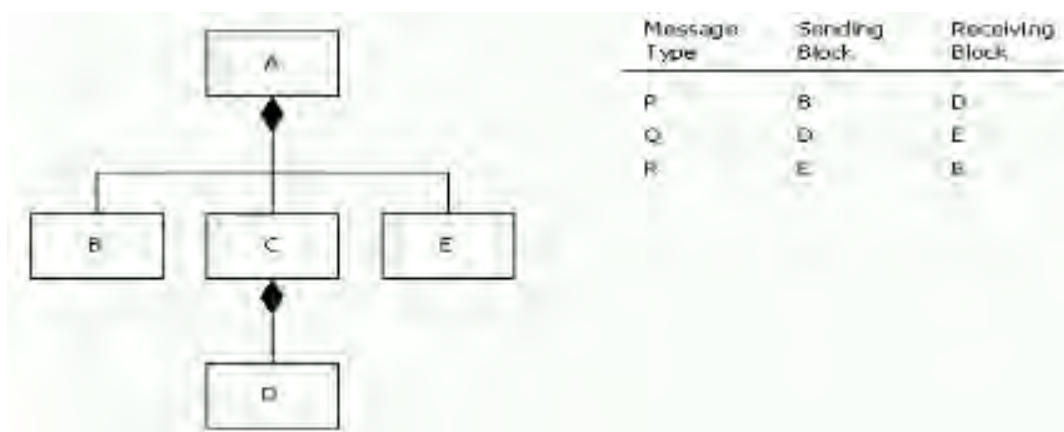 A
B
C
E
D
Message Sending Receiving
Type Block Block
P B D
Q D E
R E B